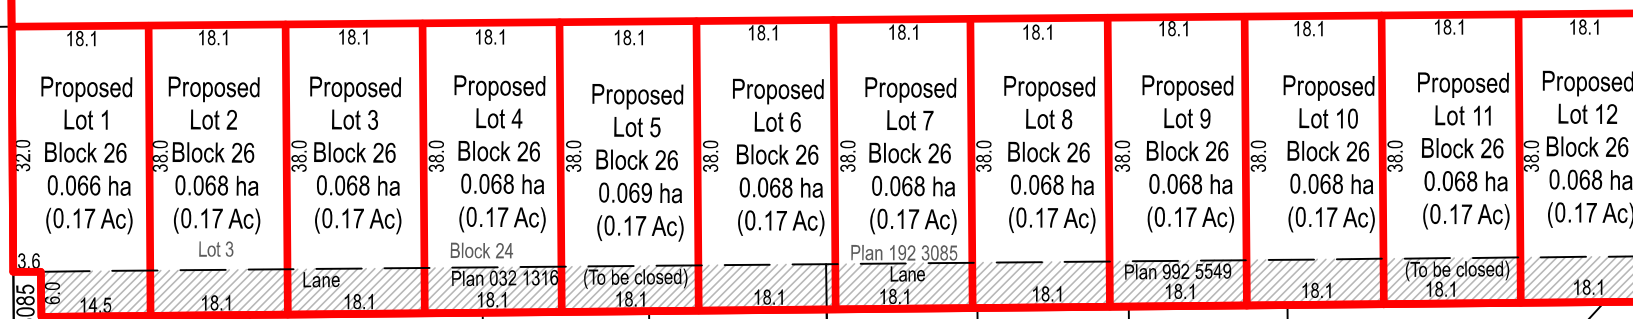 18.1 18.1 18.1 18.1 18.1 18.1 18.1 18.1 18.1 18.1 18.1 18.1
Proposed
Lot 1
Block 26
0.066 ha
(0.17 Ac)
32.0
3.6
6.0
14.5
085
Proposed
Lot 2
Block 26
0.068 ha
(0.17 Ac)
38.0
Lot 3
18.1
Proposed
Lot 3
Block 26
0.068 ha
(0.17 Ac)
38.0
Lane
18.1
Proposed
Lot 4
Block 26
0.068 ha
(0.17 Ac)
38.0
Block 24
Plan 032 1316
18.1
Proposed
Lot 5
Block 26
0.069 ha
(0.17 Ac)
38.0
(To be closed)
18.1
Proposed
Lot 6
Block 26
0.068 ha
(0.17 Ac)
38.0
18.1
Proposed
Lot 7
Block 26
0.068 ha
(0.17 Ac)
38.0
Plan 192 3085
Lane
18.1
Proposed
Lot 8
Block 26
0.068 ha
(0.17 Ac)
38.0
18.1
Proposed
Lot 9
Block 26
0.068 ha
(0.17 Ac)
38.0
Plan 992 5549
18.1
Proposed
Lot 10
Block 26
0.068 ha
(0.17 Ac)
38.0
18.1
Proposed
Lot 11
Block 26
0.068 ha
(0.17 Ac)
38.0
(To be closed)
18.1
Proposed
Lot 12
Block 26
0.068 ha
(0.17 Ac)
38.0
18.1